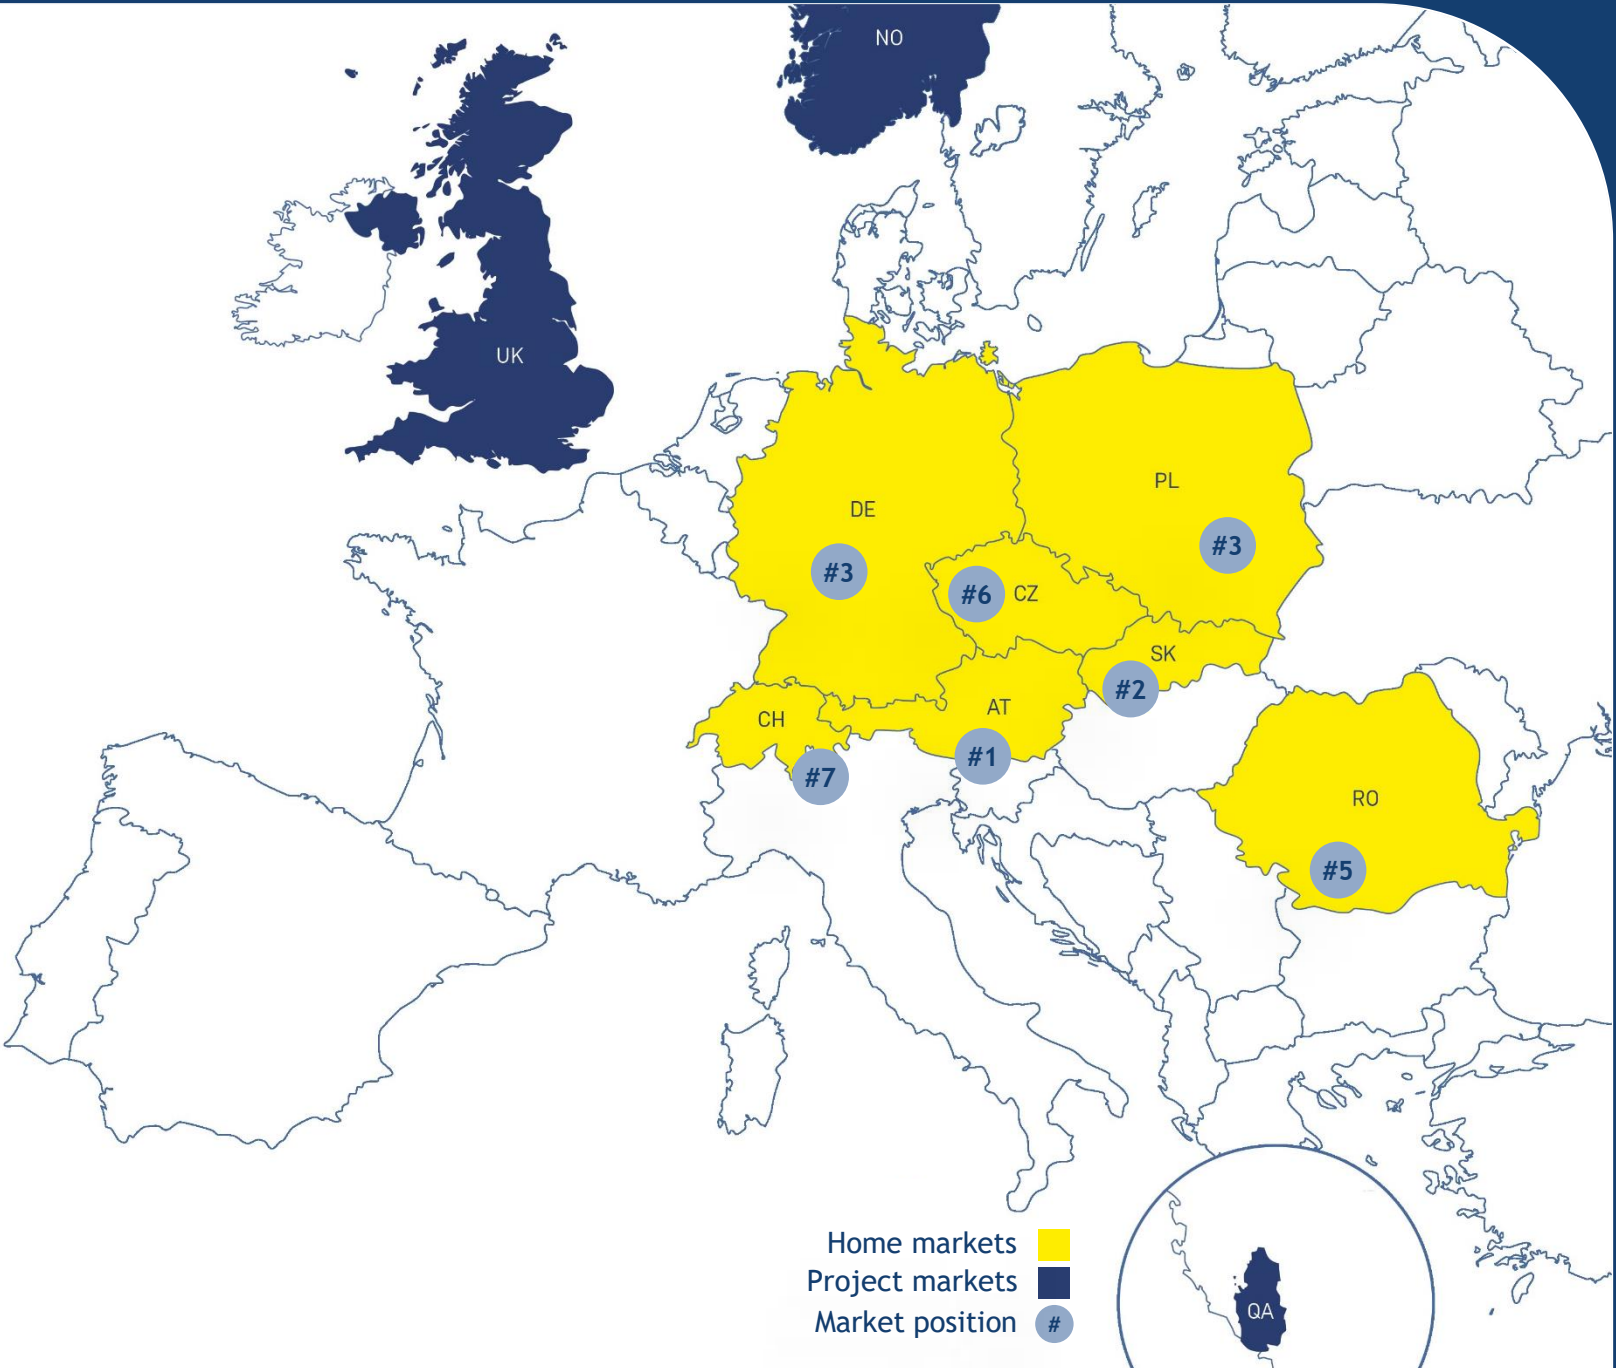 NO
UK
PL
DE
#3
#3
#6 CZ
SK
#2
AT
CH
#1
#7
RO
#5
Home markets
Project markets
Market position #
QA